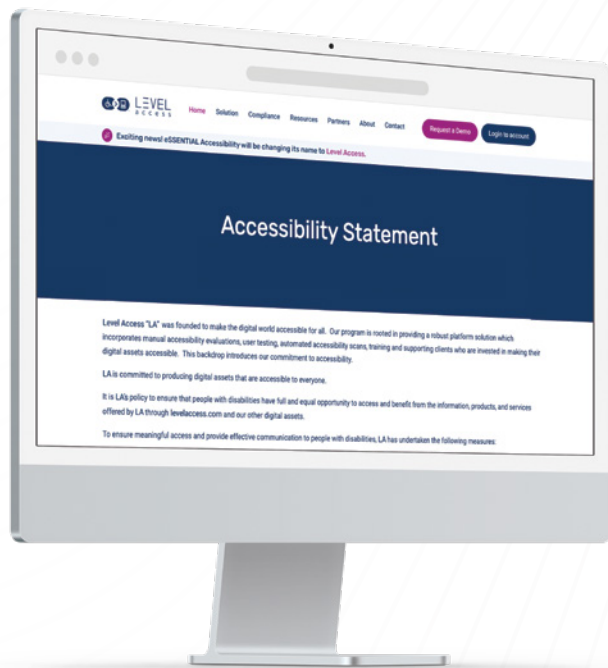 LEVEL
access
Home Solution Compliance Resources Partners About Contact Request a Demo Login to account
Exciting news! eSSENTIAL Accessibility will be changing its name to Level Access.
Accessibility Statement
Level Access "LA" was founded to make the digital world accessible for all. Our program is rooted in providing a robust platform solution which
incorporates manual accessibility evaluations, user testing, automated accessibility scans, training and supporting clients who are invested in making their
digital assets accessible. This backdrop introduces our commitment to accessibility.
LA is committed to producing digital assets that are accessible to everyone.
It is LA's policy to ensure that people with disabilities have full and equal opportunity to access and benefit from the information, products, and services
offered by LA through levelaccess.com and our other digital assets.
To ensure meaningful access and provide effective communication to people with disabilities, LA has undertaken the following measures: